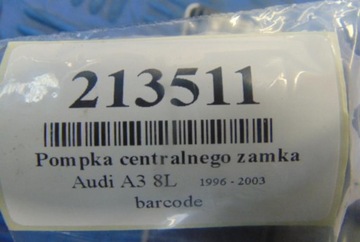 213511
Pompka centralnego zamka
Audi A3 8L 1996 - 2003
barcode